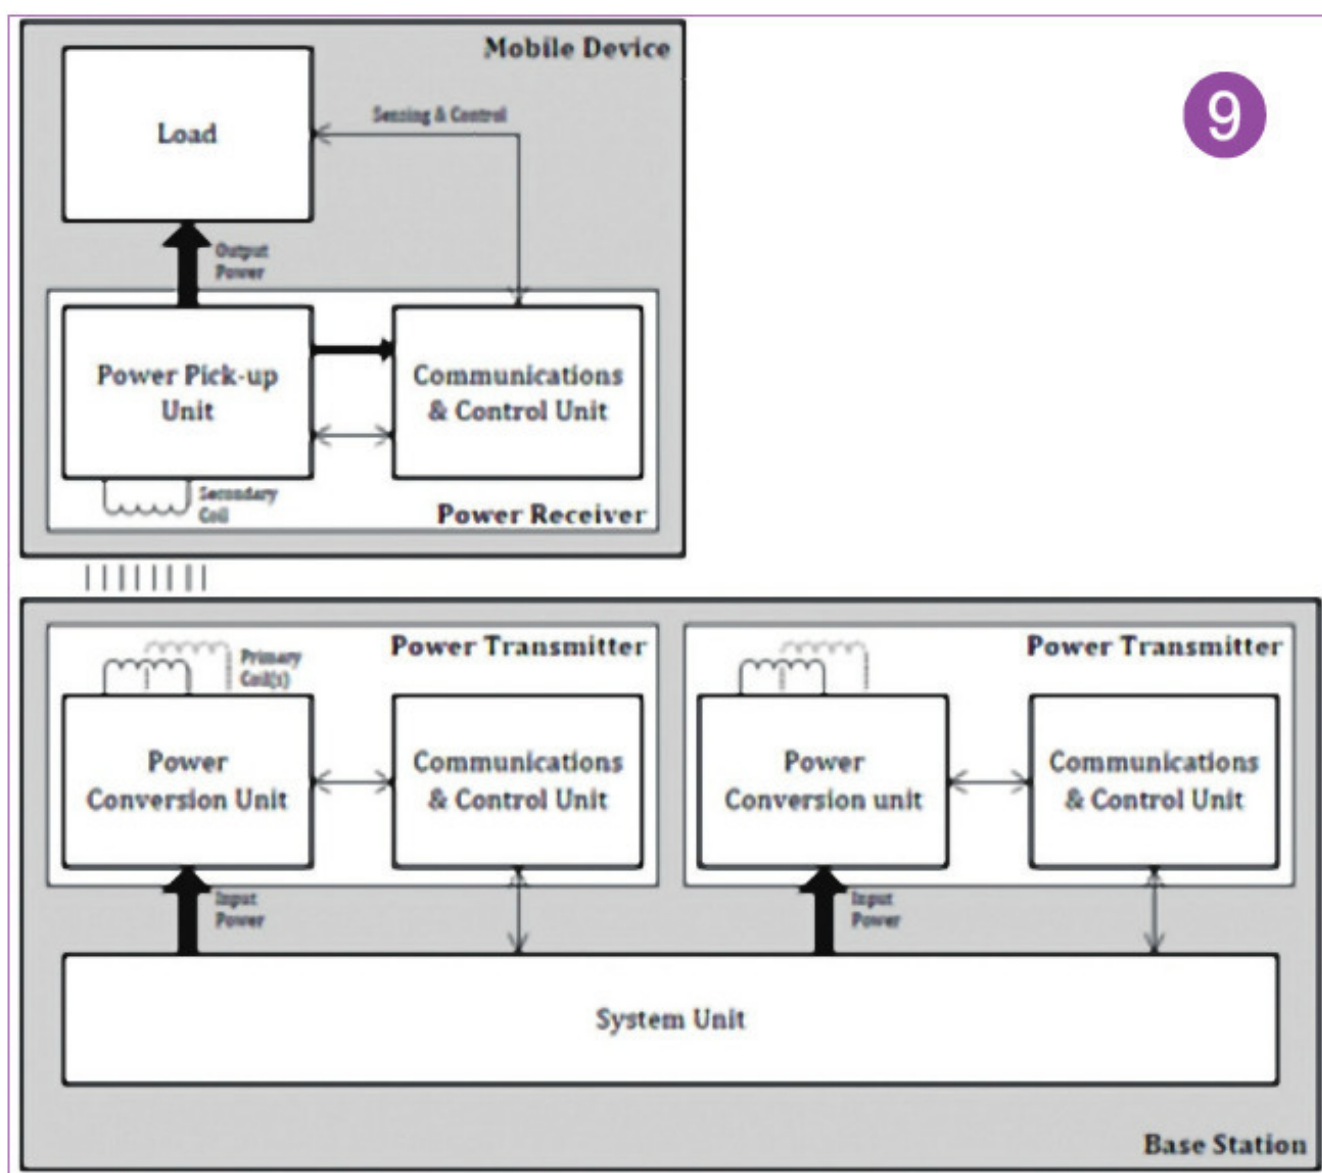 Mobile Device
9
Load
Sensing & Control
Output
Power
Power Pick-up
Unit
Communications
& Control Unit
Secondary
Coil
Power Receiver
Power Transmitter
Primary
Coil(s)
Power
Conversion Unit
Communications
& Control Unit
Input
Power
Power Transmitter
Power
Conversion unit
Communications
& Control Unit
Input
Power
System Unit
Base Station